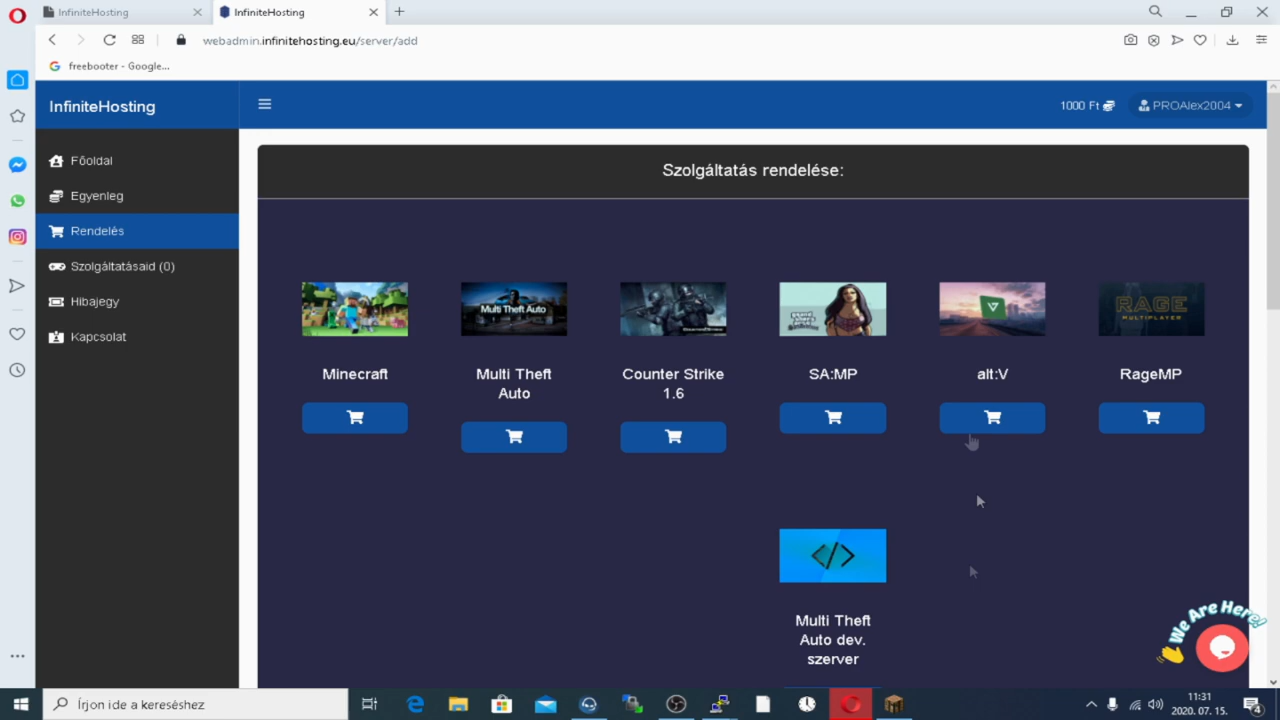 InfiniteHosting
InfiniteHosting
webadmin.infinitehosting.eu/server/add
freebooter - Google...
InfiniteHosting
1000 Ft
PROAlex2004
Főoldal
Egyenleg
Rendelés
Szolgáltatásaid (0)
Hibajegy
Kapcsolat
Szolgáltatás rendelése:
Multi Theft Auto
RAGE
MULTIPLAYER
Minecraft
Multi Theft
Auto
Counter Strike
1.6
SA:MP
alt:V
RageMP
Multi Theft
Auto dev.
szerver
We Are Here!
Írjon ide a kereséshez
11:31
2020. 07. 15.
4